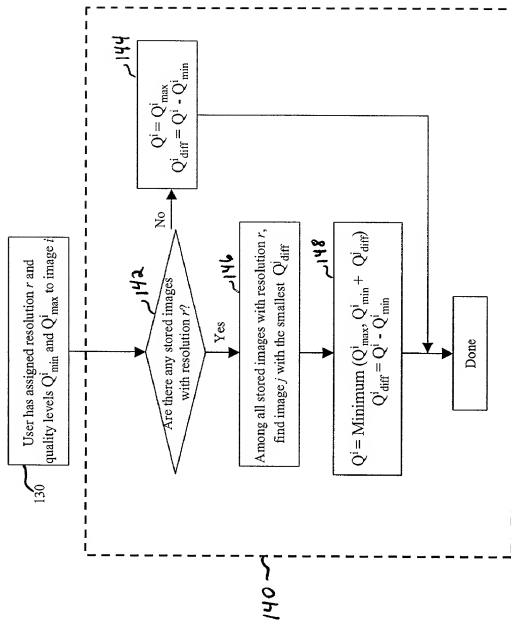 User has assigned resolution r and
quality levels Q^i_min and Q^i_max to image i
130
140
142
Are there any stored images
with resolution r?
No
Yes
144
Q^i = Q^i_max
Q^i_diff = Q^i - Q^i_min
146
Among all stored images with resolution r,
find image j with the smallest Q^j_diff
148
Q^i = Minimum (Q^i_max, Q^i_min + Q^j_diff)
Q^i_diff = Q^i - Q^i_min
Done